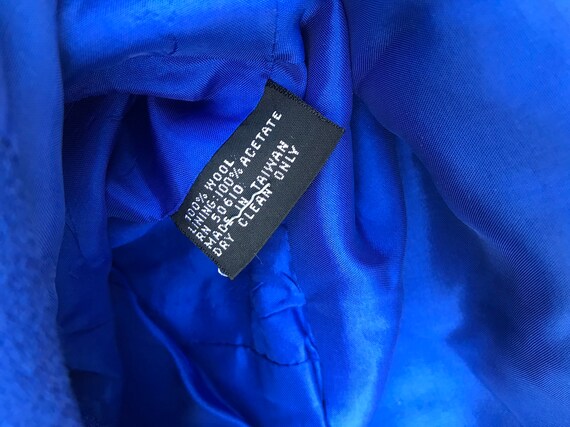 100% WOOL
LINING:100% ACETATE
RN 50610
MADE IN TAIWAN
DRY CLEAN ONLY